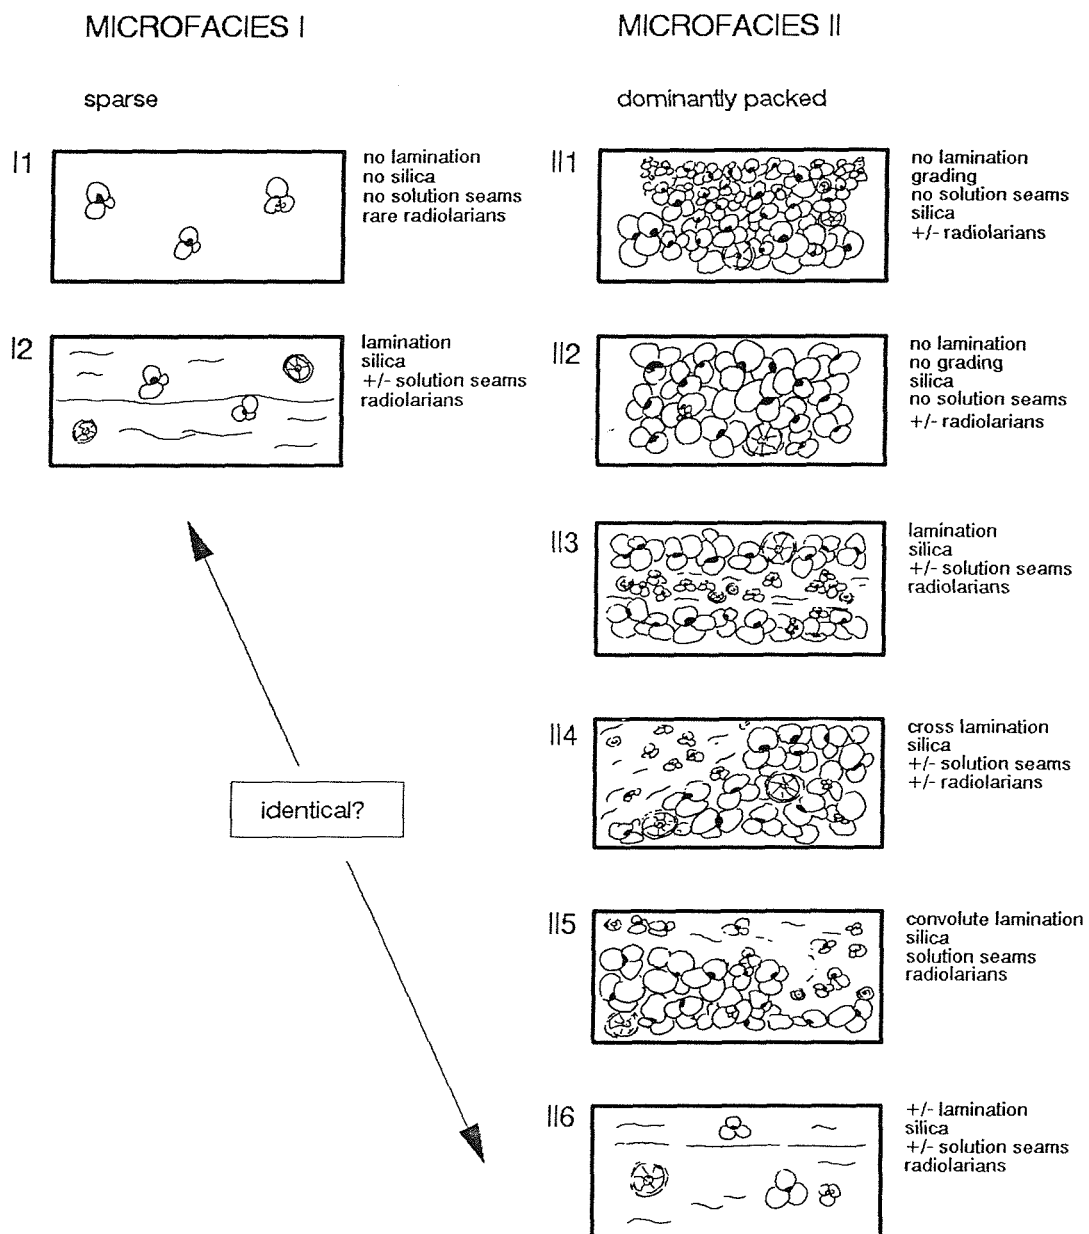 MICROFACIES I
sparse
I1
no lamination
no silica
no solution seams
rare radiolarians
I2
lamination
silica
+/- solution seams
radiolarians
identical?
MICROFACIES II
dominantly packed
II1
no lamination
grading
no solution seams
silica
+/- radiolarians
II2
no lamination
no grading
silica
no solution seams
+/- radiolarians
II3
lamination
silica
+/- solution seams
radiolarians
II4
cross lamination
silica
+/- solution seams
+/- radiolarians
II5
convolute lamination
silica
solution seams
radiolarians
II6
+/- lamination
silica
+/- solution seams
radiolarians